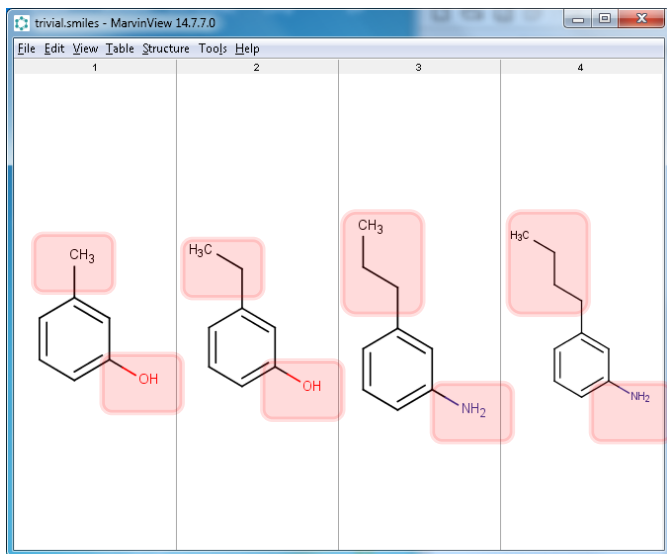 trivial.smiles - MarvinView 14.7.7.0
File Edit View Table Structure Tools Help
1 2 3 4
CH3
OH
H3C
OH
CH3
NH2
H3C
NH2